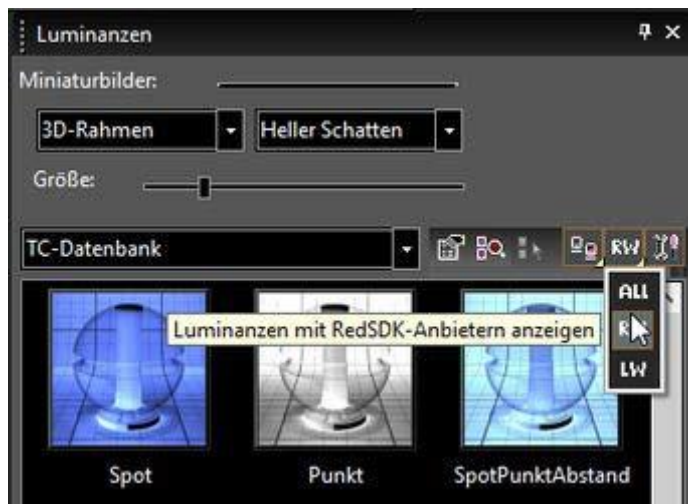 Luminanzen
Miniaturbilder:
3D-Rahmen Heller Schatten
Größe:
TC-Datenbank RW
ALL
Luminanzen mit RedSDK-Anbietern anzeigen
LW
Spot Punkt SpotPunktAbstand